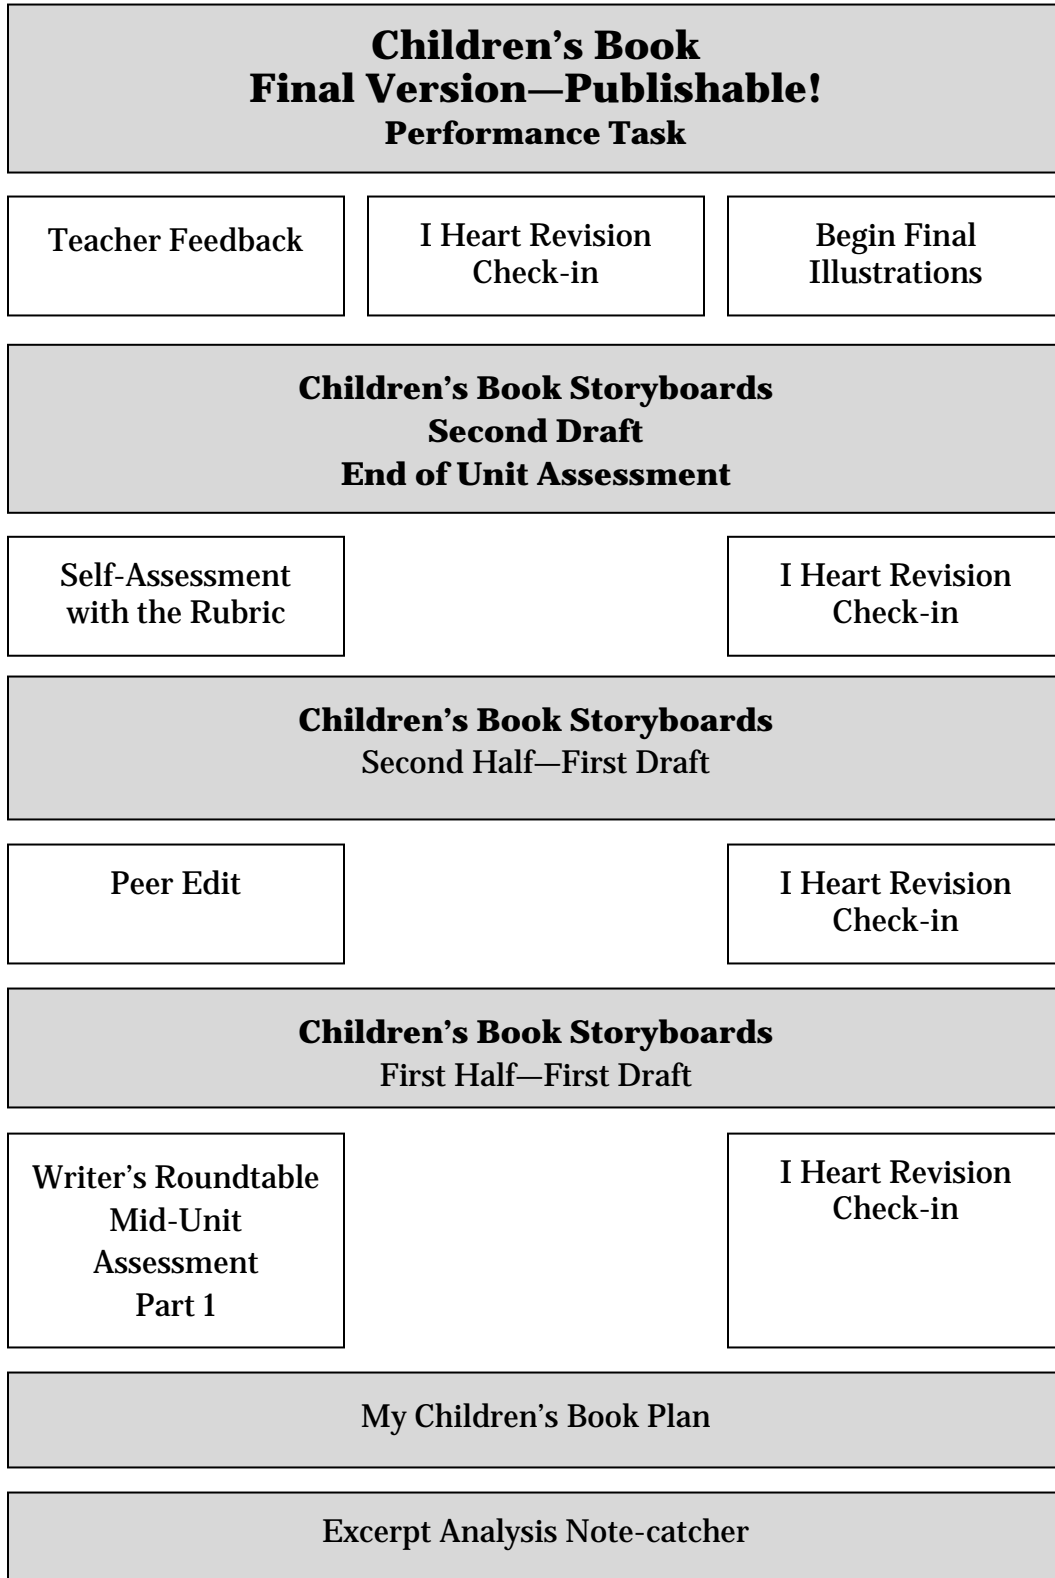 Children’s Book
Final Version—Publishable!
Performance Task
Teacher Feedback
I Heart Revision
Check-in
Begin Final
Illustrations
Children’s Book Storyboards
Second Draft
End of Unit Assessment
Self-Assessment
with the Rubric
I Heart Revision
Check-in
Children’s Book Storyboards
Second Half—First Draft
Peer Edit
I Heart Revision
Check-in
Children’s Book Storyboards
First Half—First Draft
Writer’s Roundtable
Mid-Unit
Assessment
Part 1
I Heart Revision
Check-in
My Children’s Book Plan
Excerpt Analysis Note-catcher